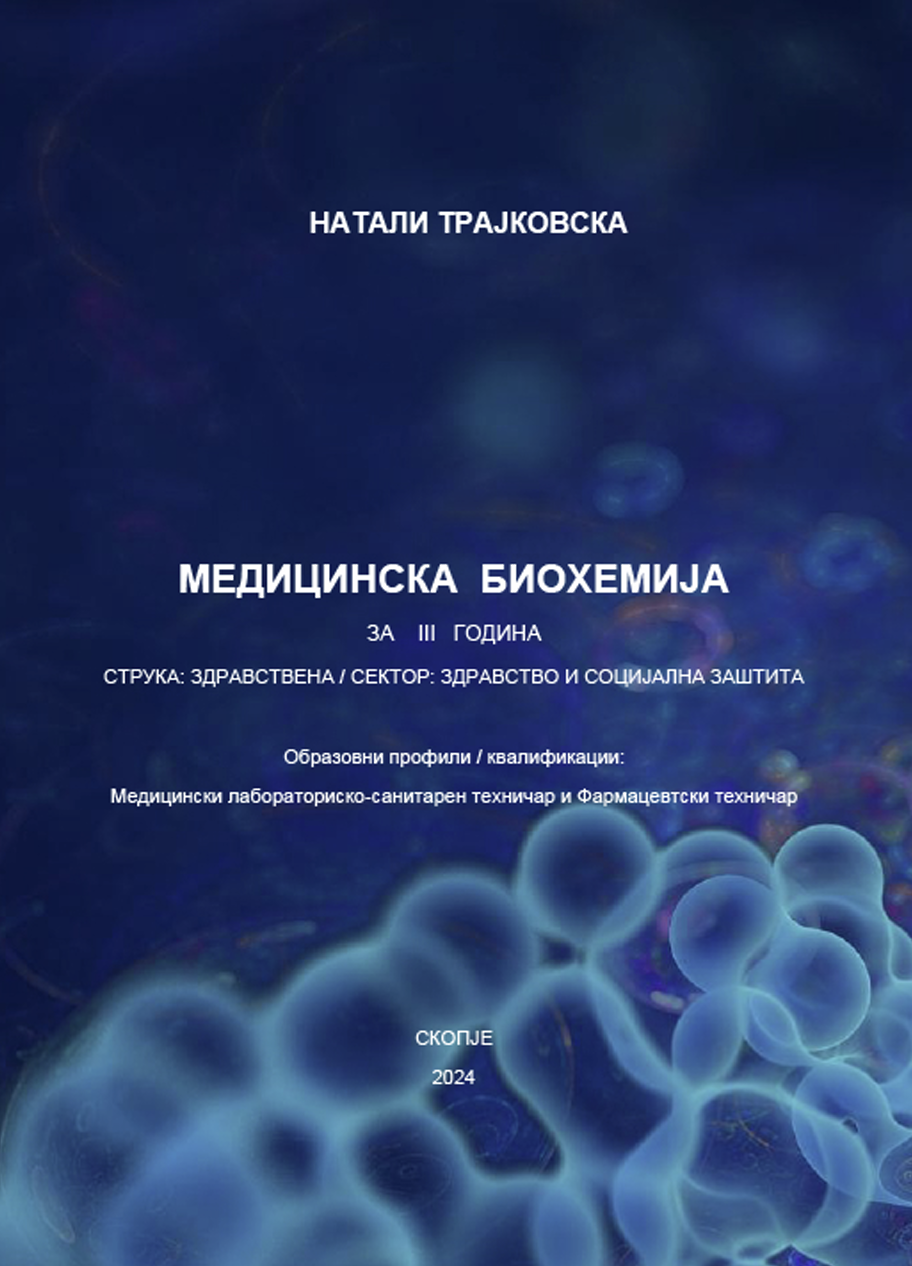 НАТАЛИ ТРАЈКОВСКА
МЕДИЦИНСКА БИОХЕМИЈА
ЗА III ГОДИНА
СТРУКА: ЗДРАВСТВЕНА / СЕКТОР: ЗДРАВСТВО И СОЦИЈАЛНА ЗАШТИТА
Образовни профили / квалификации:
Медицински лабораториско-санитарен техничар и Фармацевтски техничар
СКОПЈЕ
2024